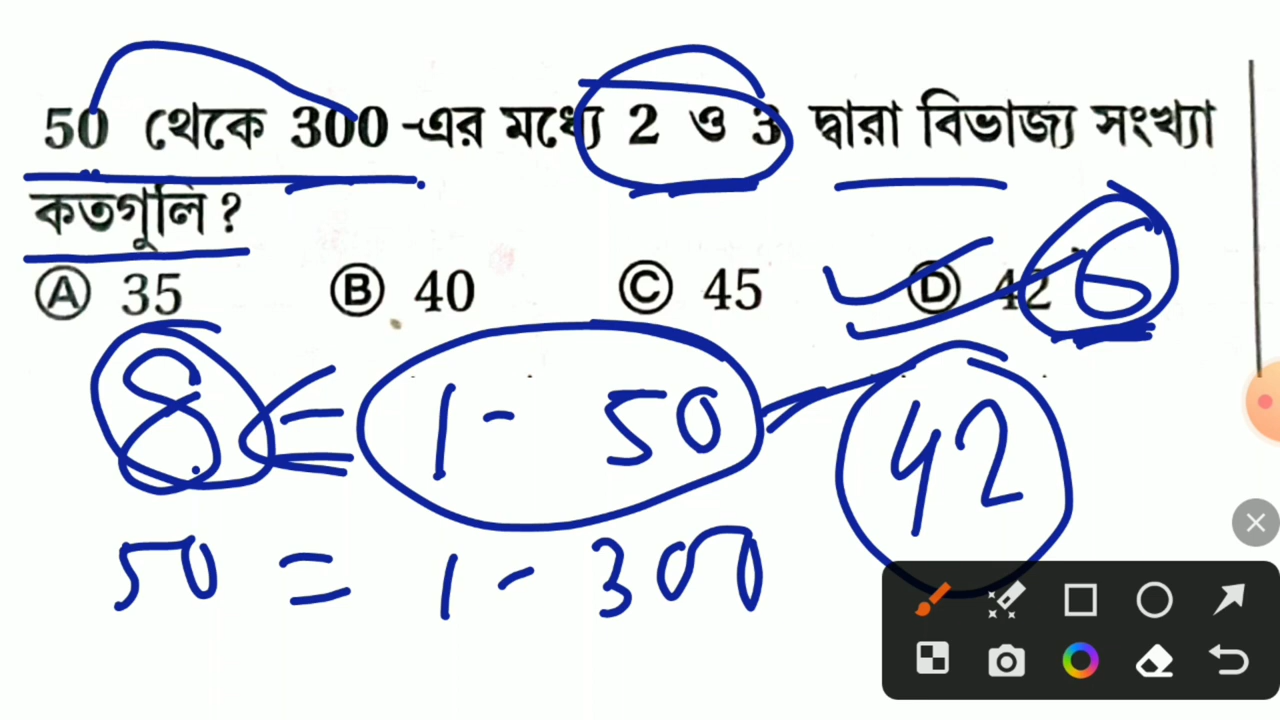 50 থেকে 300 -এর মধ্যে 2 ও 3 দ্বারা বিভাজ্য সংখ্যা
কতগুলি ?
Ⓐ 35 Ⓑ 40 Ⓒ 45 Ⓓ 42 6
8 = 1 - 50
42
50 = 1 - 300